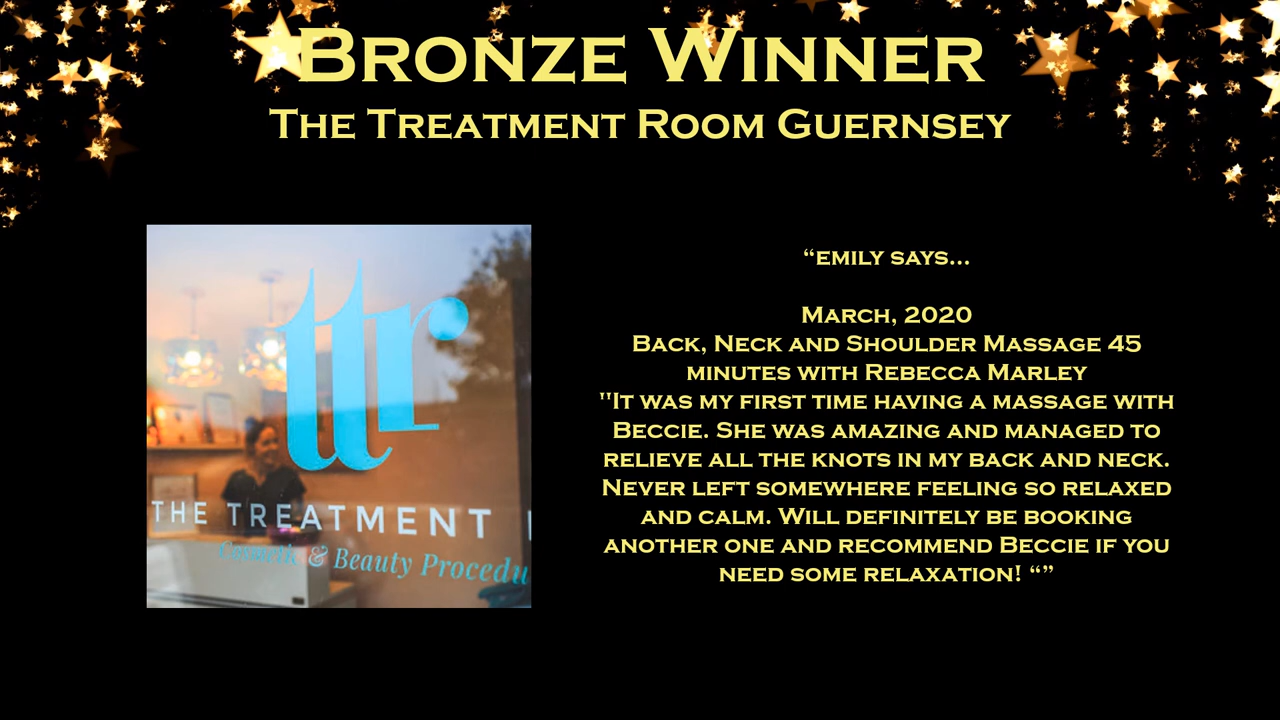 Bronze Winner
The Treatment Room Guernsey
ttr
THE TREATMENT
Cosmetic & Beauty Procedu
“emily says...
March, 2020
Back, Neck and Shoulder Massage 45
minutes with Rebecca Marley
"It was my first time having a massage with
Beccie. She was amazing and managed to
relieve all the knots in my back and neck.
Never left somewhere feeling so relaxed
and calm. Will definitely be booking
another one and recommend Beccie if you
need some relaxation! “”